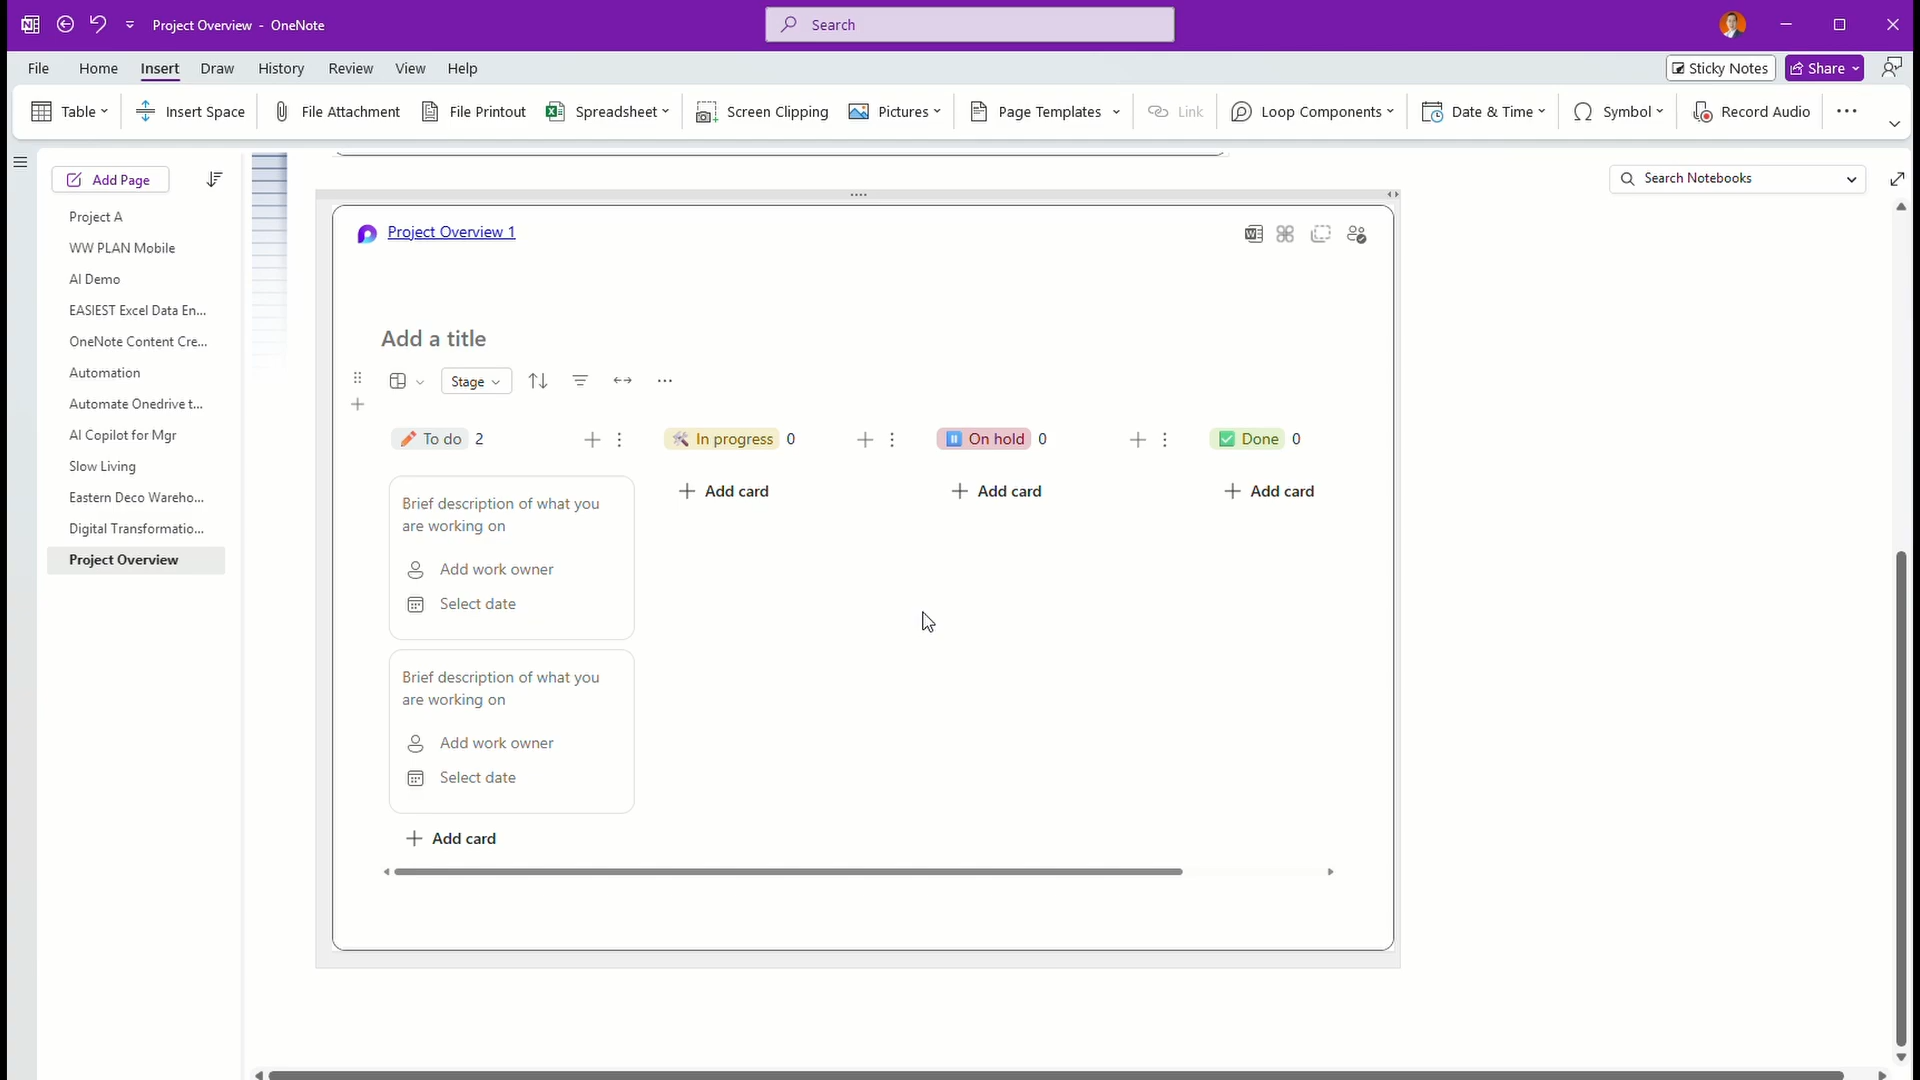 Project Overview - OneNote
Search
File Home Insert Draw History Review View Help
Sticky Notes Share
Table Insert Space File Attachment File Printout Spreadsheet Screen Clipping Pictures Page Templates Link Loop Components Date & Time Symbol Record Audio
Add Page
Search Notebooks
Project A
WW PLAN Mobile
AI Demo
EASIEST Excel Data En...
OneNote Content Cre...
Automation
Automate Onedrive t...
AI Copilot for Mgr
Slow Living
Eastern Deco Wareho...
Digital Transformatio...
Project Overview
Project Overview 1
Add a title
Stage
To do 2
In progress 0
On hold 0
Done 0
Brief description of what you
are working on
Add work owner
Select date
Brief description of what you
are working on
Add work owner
Select date
Add card
Add card
Add card
Add card